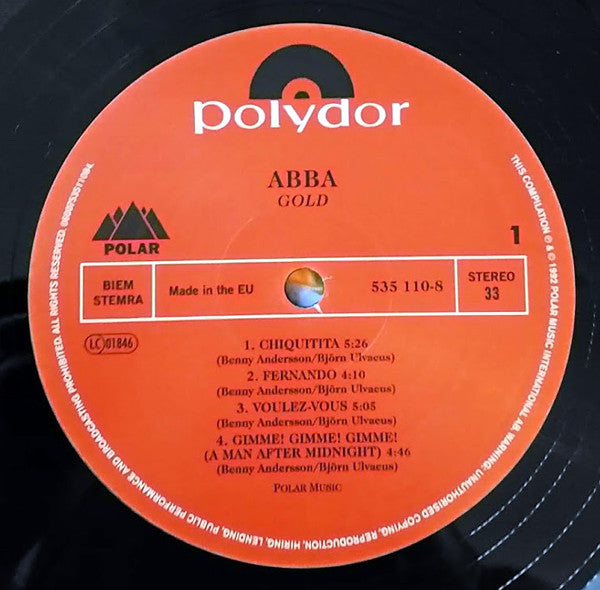 polydor
ABBA
GOLD
POLAR
1
BIEM
STEMRA
Made in the EU
535 110-8
STEREO
33
LC 01846
1. CHIQUITITA 5:26
(Benny Andersson/Björn Ulvaeus)
2. FERNANDO 4:10
(Benny Andersson/Björn Ulvaeus)
3. VOULEZ-VOUS 5:05
(Benny Andersson/Björn Ulvaeus)
4. GIMME! GIMME! GIMME!
(A MAN AFTER MIDNIGHT) 4:46
(Benny Andersson/Björn Ulvaeus)
POLAR MUSIC
THIS COMPILATION ℗ & © 1992 POLAR MUSIC INTERNATIONAL AB. WARNING: UNAUTHORISED COPYING, REPRODUCTION, HIRING, LENDING, PUBLIC PERFORMANCE AND BROADCASTING PROHIBITED. ALL RIGHTS RESERVED.